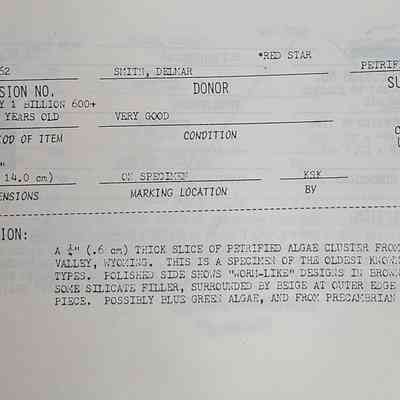 *RED STAR
62 SMITH, DELMAR PETRIF
SION NO. DONOR SU
Y 1 BILLION 600+
YEARS OLD VERY GOOD
OD OF ITEM CONDITION C
"
14.0 cm) ON SPECIMEN KSK
ENSIONS MARKING LOCATION BY
ION:
A ¼" (.6 cm) THICK SLICE OF PETRIFIED ALGAE CLUSTER FROM
VALLEY, WYOMING. THIS IS A SPECIMEN OF THE OLDEST KNOWN
TYPES. POLISHED SIDE SHOWS "WORM-LIKE" DESIGNS IN BROWN
SOME SILICATE FILLER, SURROUNDED BY BEIGE AT OUTER EDGE
PIECE. POSSIBLY BLUE GREEN ALGAE, AND FROM PRECAMBRIAN